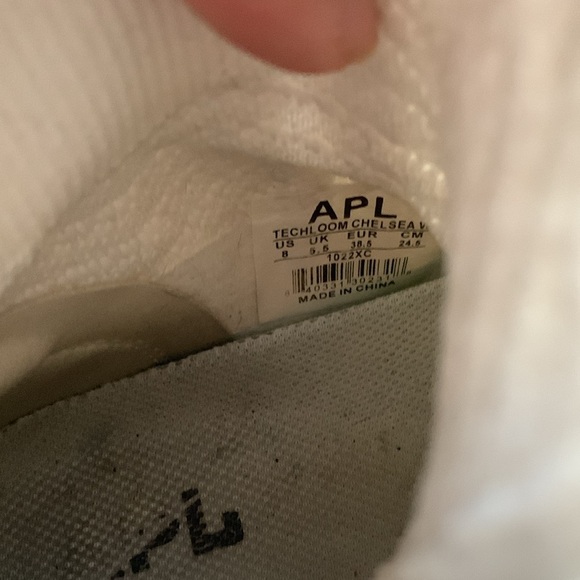 APL
TECHLOOM CHELSEA
US UK EUR CM
8 5.5 38.5 24.5
1022XC
MADE IN CHINA